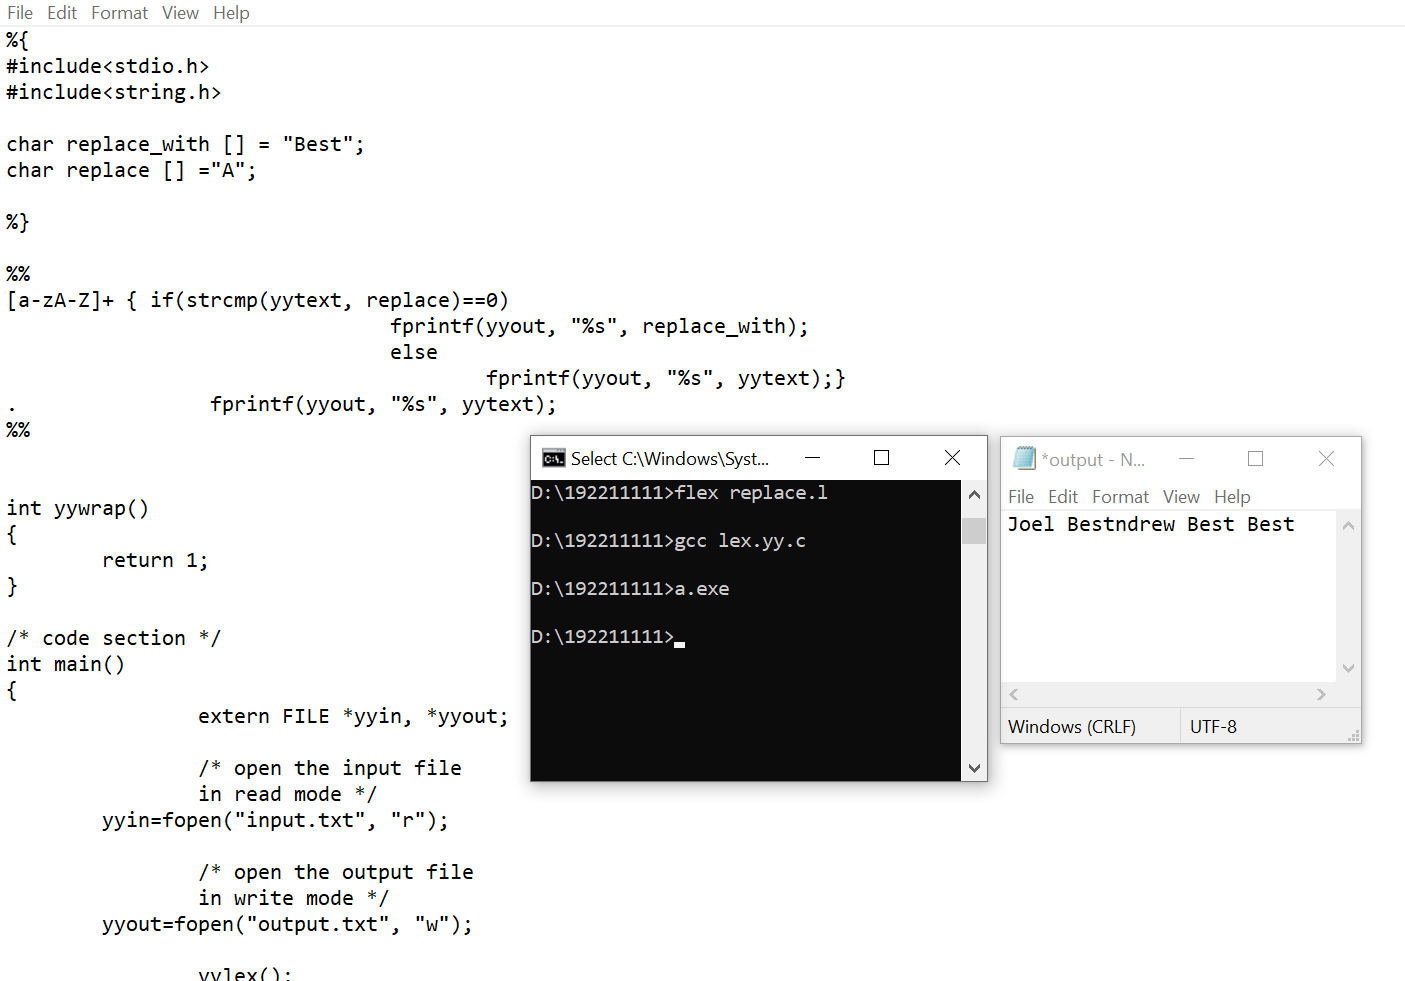 File Edit Format View Help
%{
#include<stdio.h>
#include<string.h>
char replace_with [] = "Best";
char replace [] ="A";
%}
%%
[a-zA-Z]+ { if(strcmp(yytext, replace)==0)
fprintf(yyout, "%s", replace_with);
else
fprintf(yyout, "%s", yytext);}
. fprintf(yyout, "%s", yytext);
%%
int yywrap()
{
return 1;
}
/* code section */
int main()
{
extern FILE *yyin, *yyout;
/* open the input file
in read mode */
yyin=fopen("input.txt", "r");
/* open the output file
in write mode */
yyout=fopen("output.txt", "w");
yylex();
Select C:\Windows\Syst...
D:\192211111>flex replace.l
D:\192211111>gcc lex.yy.c
D:\192211111>a.exe
D:\192211111>
*output - N...
File Edit Format View Help
Joel Bestndrew Best Best
Windows (CRLF) UTF-8